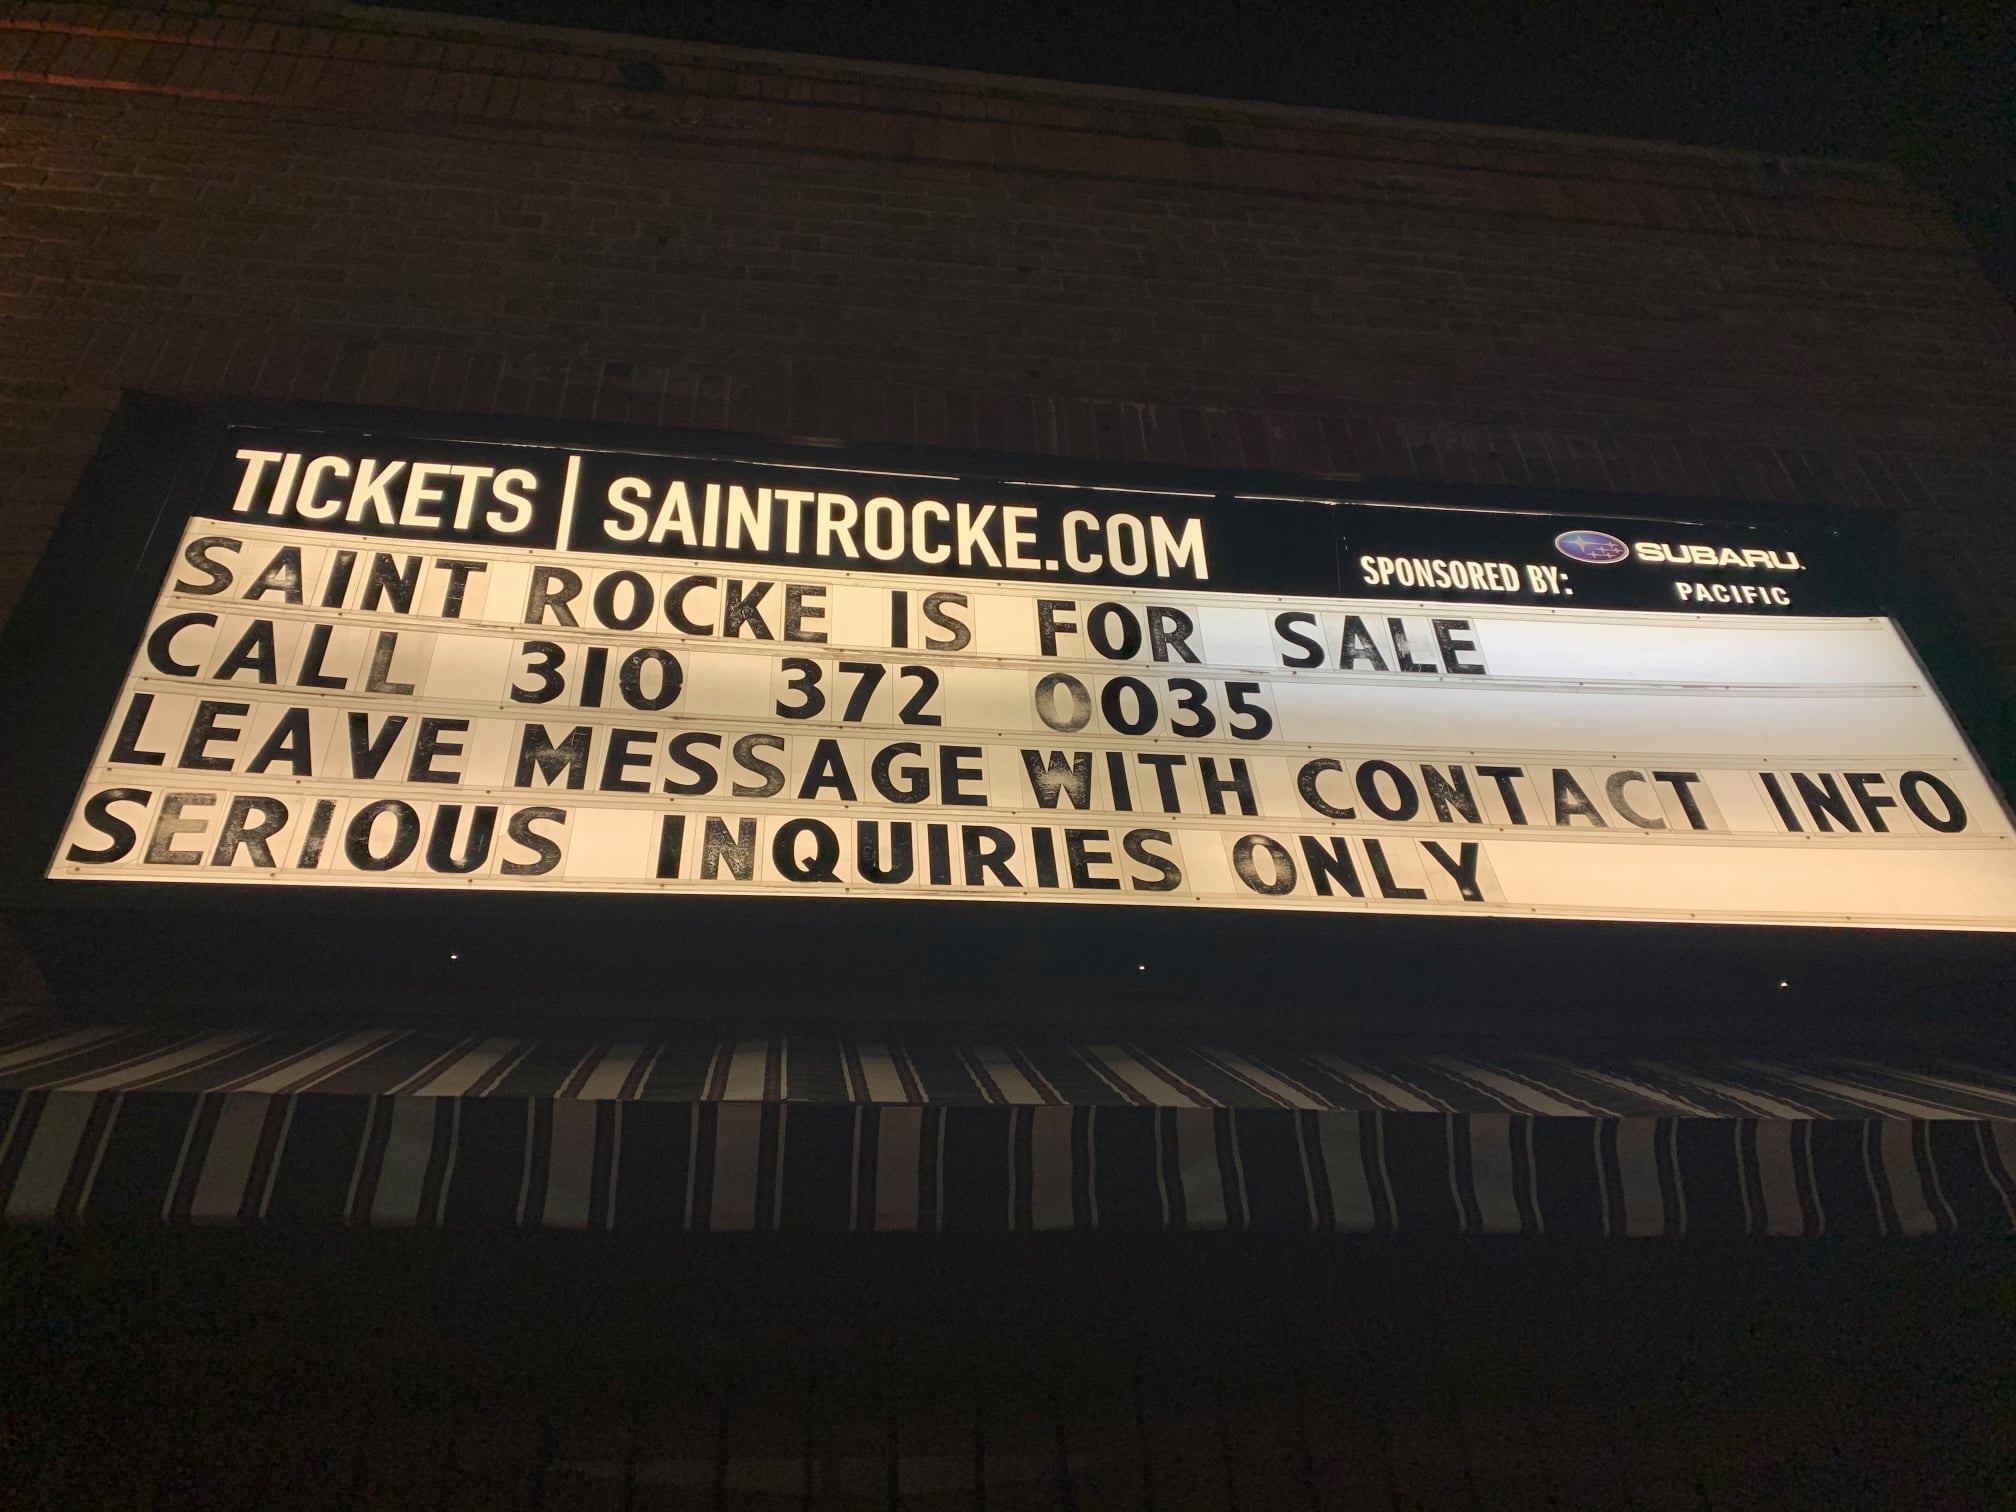 TICKETS | SAINTROCKE.COM
SPONSORED BY: SUBARU.
PACIFIC
SAINT ROCKE IS FOR SALE
CALL 310 372 0035
LEAVE MESSAGE WITH CONTACT INFO
SERIOUS INQUIRIES ONLY